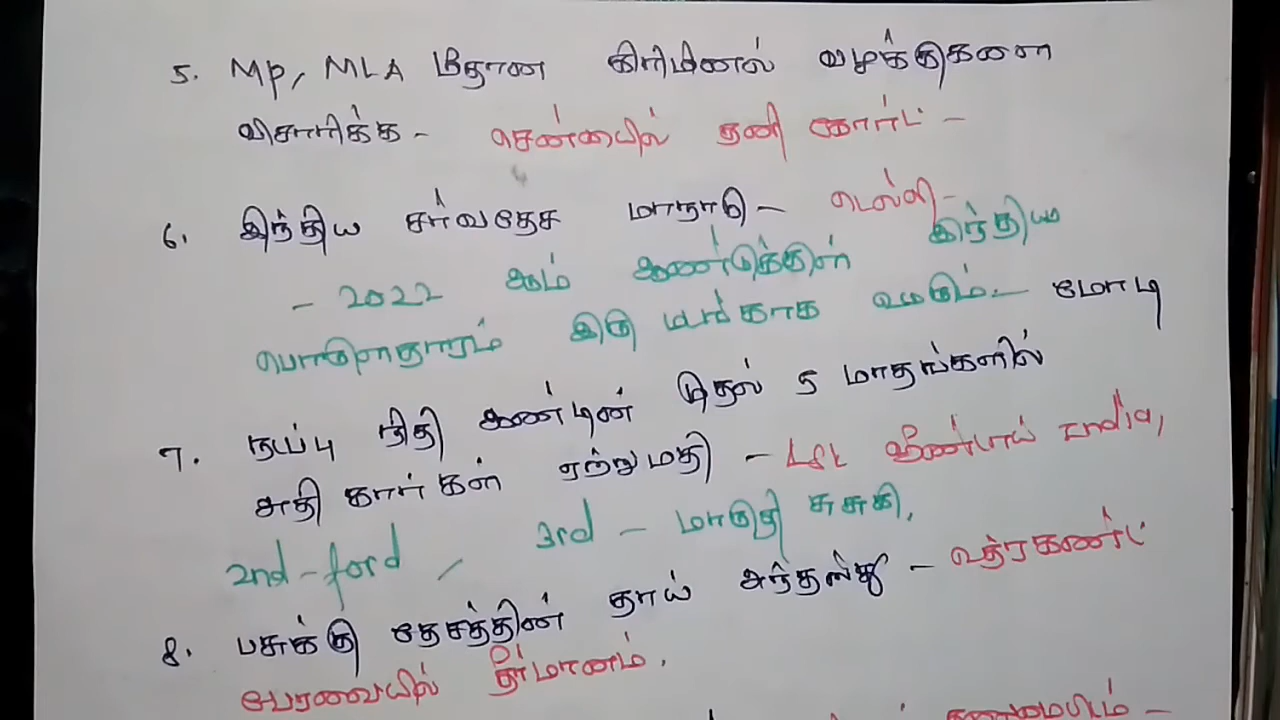 5. MP, MLA மீதான கிரிமினல் வழக்குகளை
விசாரிக்க - சென்னையில் தனி கோர்ட் -
6. இந்திய சர்வதேச மாநாடு - டெல்லி -
- 2022 ஆம் ஆண்டுக்குள் இந்திய
பொருளாதாரம் இரு மடங்காக உயரும். - மோடி
7. நடப்பு நிதி ஆண்டின் முதல் 5 மாதங்களில்
அதி கார்கள் ஏற்றுமதி - 1st ஹீண்டாய் India,
2nd - ford, 3rd - மாருதி சுசுகி.
8. பசுக்கு தேசத்தின் தாய் அந்தஸ்து - உத்ரகண்ட்
பேரவையில் தீர்மானம்.